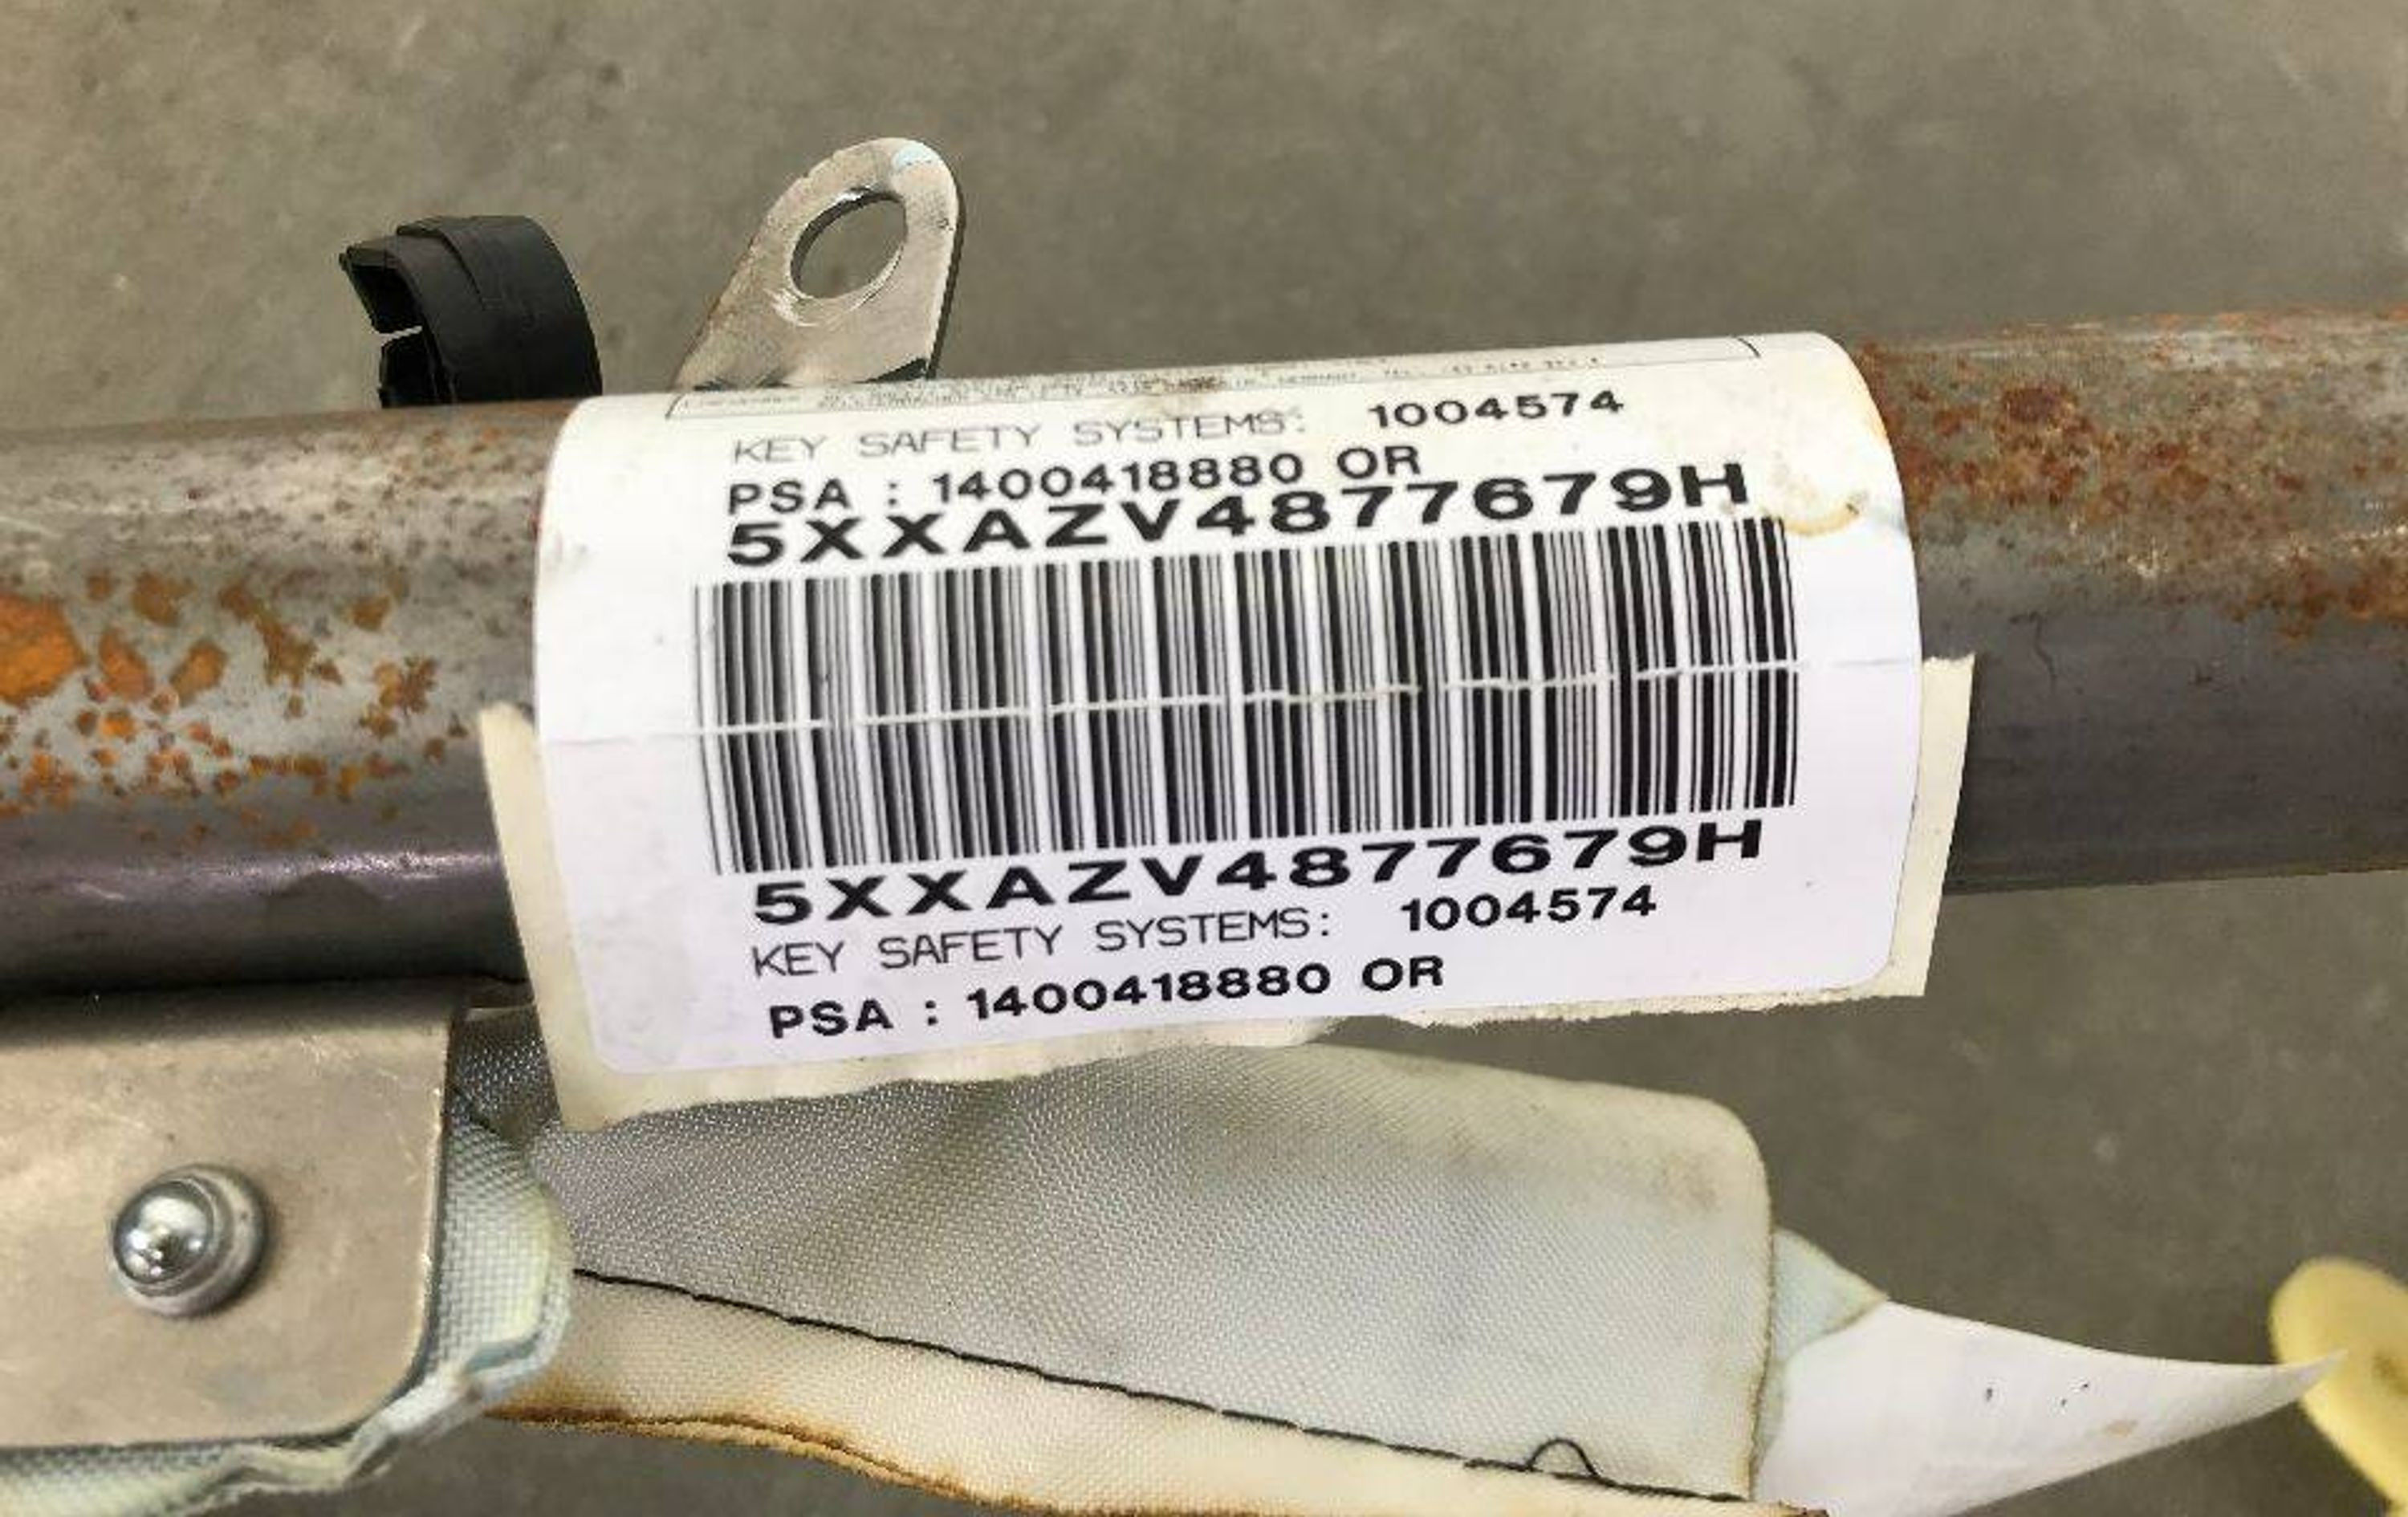 KEY SAFETY SYSTEMS: 1004574
PSA : 1400418880 OR
5XXAZV4877679H
5XXAZV4877679H
KEY SAFETY SYSTEMS: 1004574
PSA : 1400418880 OR